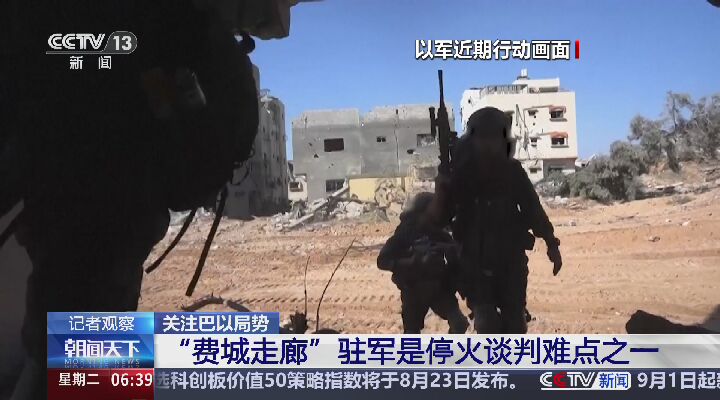 CCTV 13
新闻
以军近期行动画面
记者观察
关注巴以局势
朝闻天下
“费城走廊”驻军是停火谈判难点之一
星期二 06:39
选科创板价值50策略指数将于8月23日发布。 CCTV新闻 9月1日起